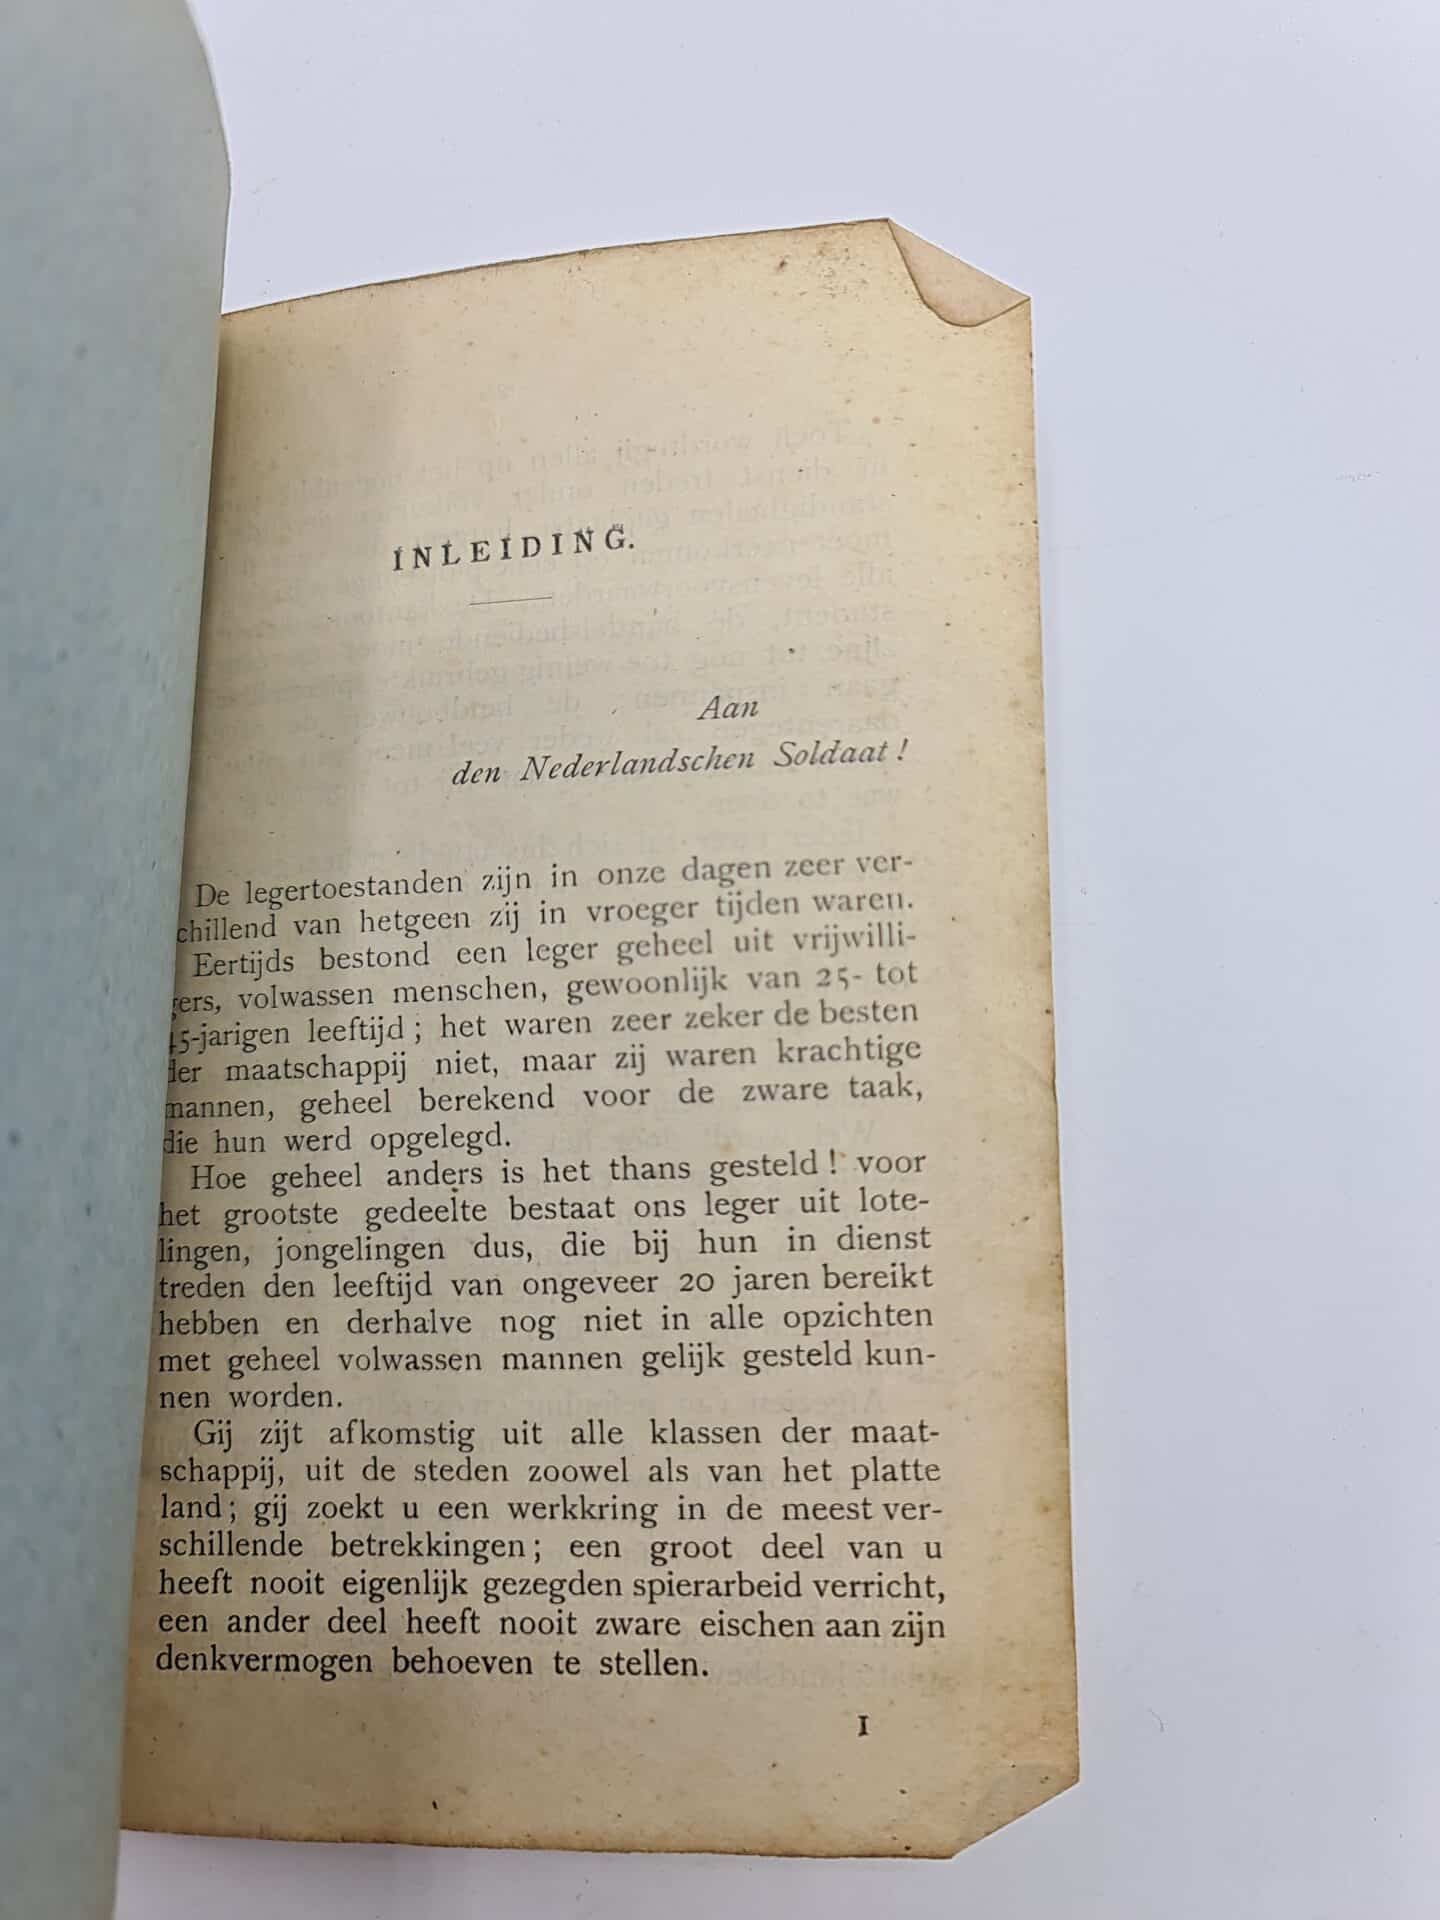 INLEIDING.
Aan
den Nederlandschen Soldaat!
De legertoestanden zijn in onze dagen zeer ver-
chillend van hetgeen zij in vroeger tijden waren.
Eertijds bestond een leger geheel uit vrijwilli-
gers, volwassen menschen, gewoonlijk van 25- tot
45-jarigen leeftijd; het waren zeer zeker de besten
der maatschappij niet, maar zij waren krachtige
mannen, geheel berekend voor de zware taak,
die hun werd opgelegd.
Hoe geheel anders is het thans gesteld! voor
het grootste gedeelte bestaat ons leger uit lote-
lingen, jongelingen dus, die bij hun in dienst
treden den leeftijd van ongeveer 20 jaren bereikt
hebben en derhalve nog niet in alle opzichten
met geheel volwassen mannen gelijk gesteld kun-
nen worden.
Gij zijt afkomstig uit alle klassen der maat-
schappij, uit de steden zoowel als van het platte
land; gij zoekt u een werkkring in de meest ver-
schillende betrekkingen; een groot deel van u
heeft nooit eigenlijk gezegden spierarbeid verricht,
een ander deel heeft nooit zware eischen aan zijn
denkvermogen behoeven te stellen.
1